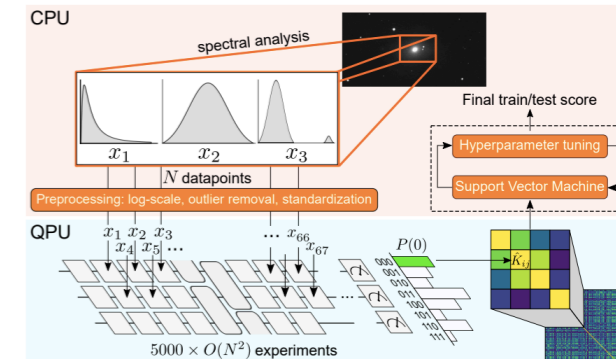 CPU
spectral analysis
x₁ x₂ x₃
N datapoints
Preprocessing: log-scale, outlier removal, standardization
Final train/test score
Hyperparameter tuning
Support Vector Machine
QPU
x₁ x₂ x₃ ... x₆₆
x₄ x₅ ... x₆₇
P(0)
000
001
010
011
100
101
110
111
K̂ᵢⱼ
...
5000 × O(N²) experiments